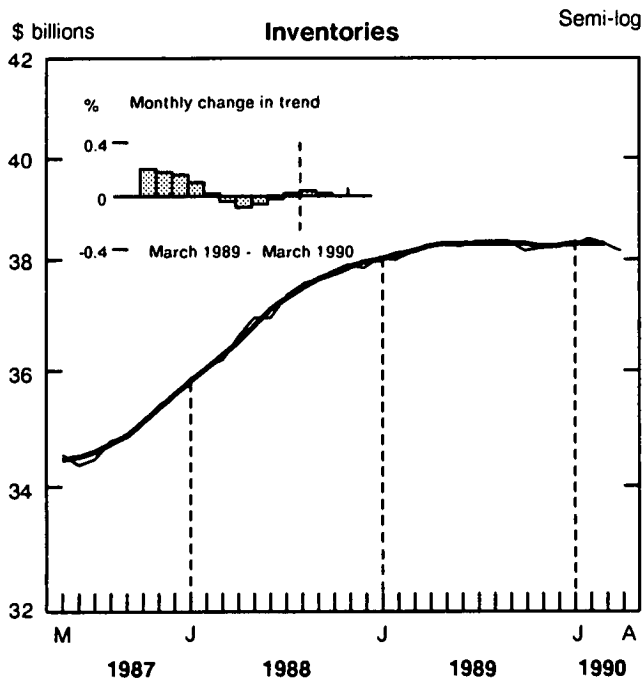 $ billions Inventories Semi-log
42
% Monthly change in trend
0.4
40
0
-0.4 March 1989 - March 1990
38
36
34
32
M J J J A
1987 1988 1989 1990